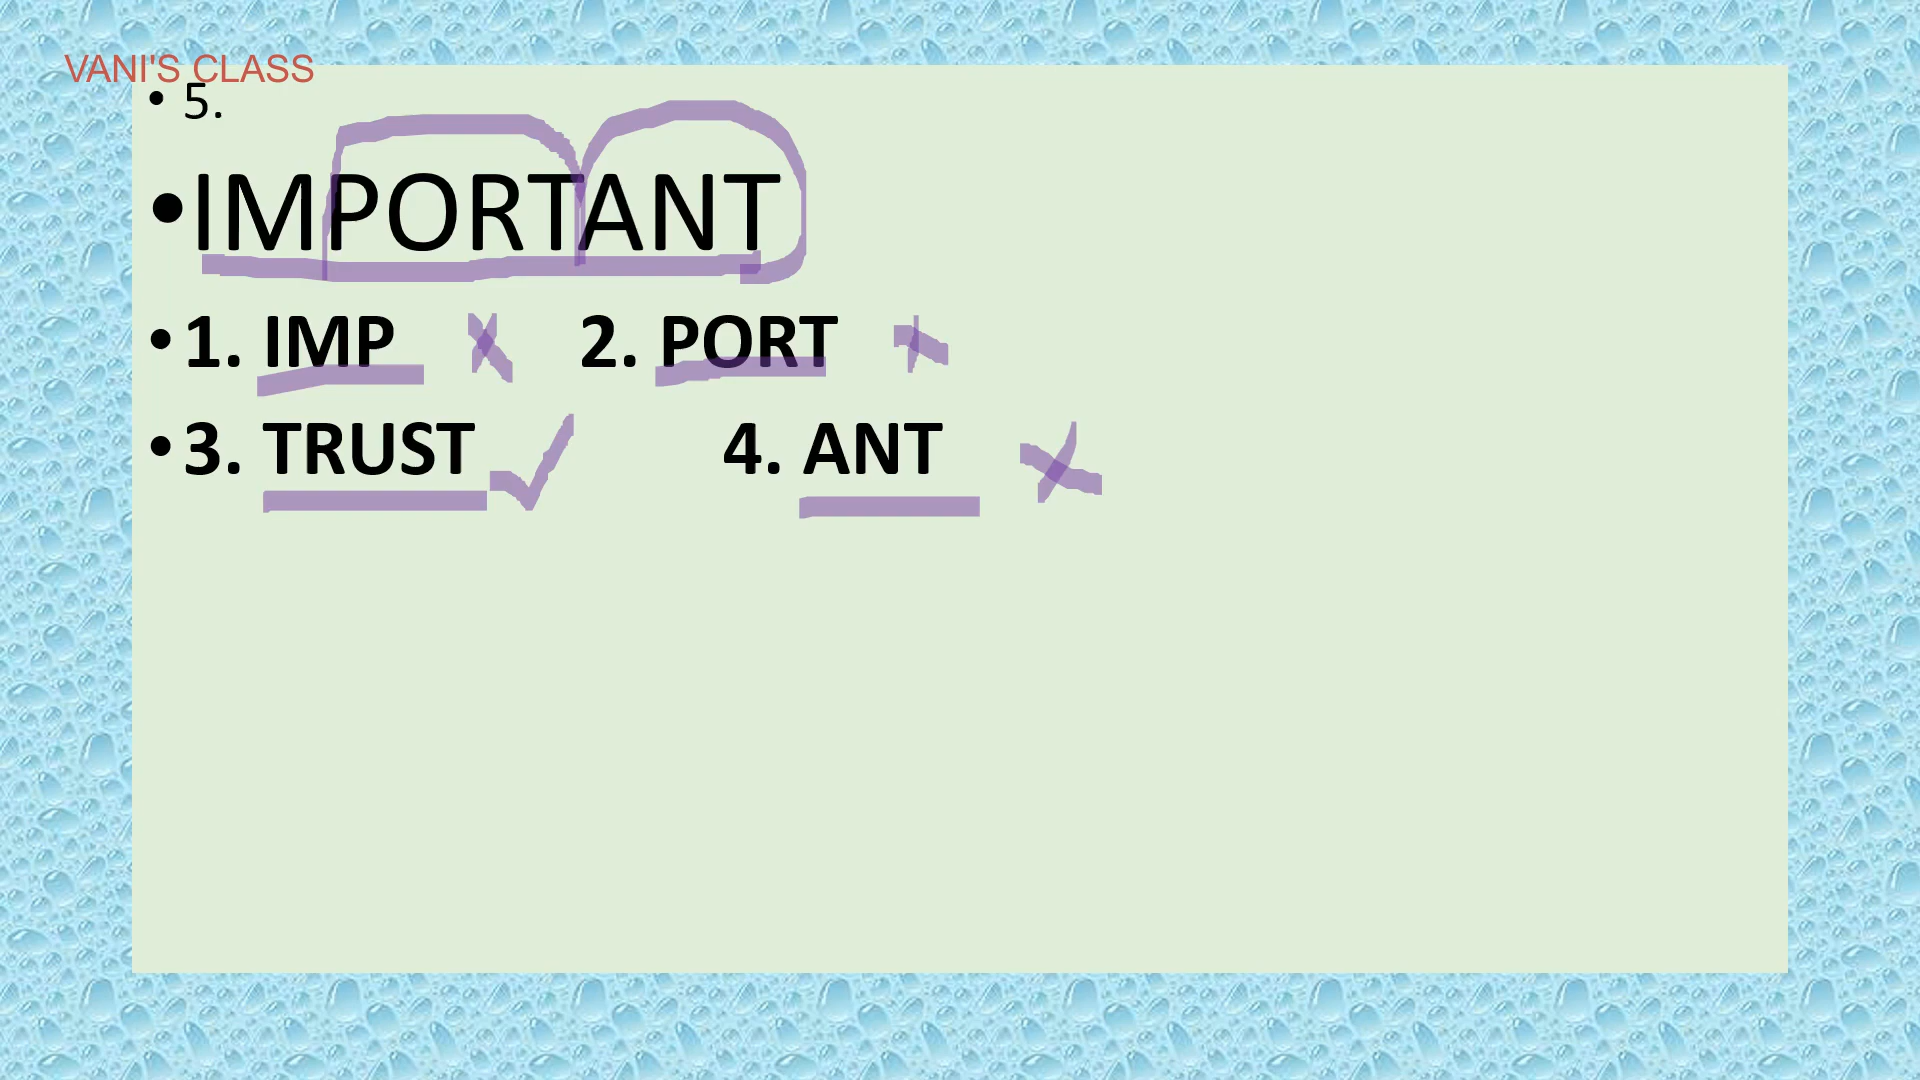 VANI'S CLASS
• 5.
•IMPORTANT
• 1. IMP 2. PORT
• 3. TRUST 4. ANT